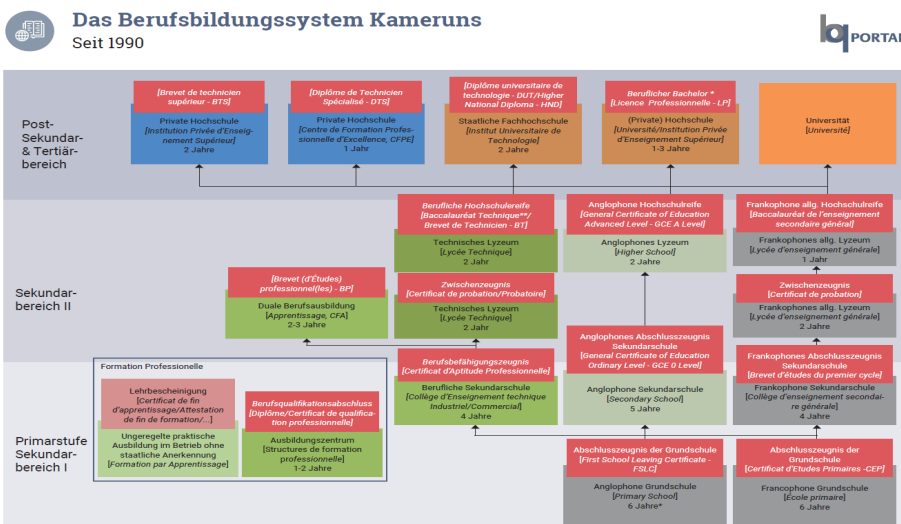 Das Berufsbildungssystem Kameruns
Seit 1990
bq PORTAL
Post-
Sekundar-
& Tertiär-
bereich
[Brevet de technicien
supérieur - BTS]
Private Hochschule
[Institution Privée d'Enseig-
nement Supérieur]
2 Jahre
[Diplôme de Technicien
Spécialisé - DTS]
Private Hochschule
[Centre de Formation Profes-
sionnelle d'Excellence, CFPE]
1 Jahr
[Diplôme universitaire de
technologie - DUT/Higher
National Diploma - HND]
Staatliche Fachhochschule
[Institut Universitaire de
Technologie]
2 Jahre
Beruflicher Bachelor *
[Licence Professionnelle - LP]
(Private) Hochschule
[Université/Institution Privée
d'Enseignement Supérieur]
1-3 Jahre
Universität
[Université]
Sekundar-
bereich II
Berufliche Hochschulereife
[Baccalauréat Technique**/
Brevet de Technicien - BT]
Technisches Lyzeum
[Lycée Technique]
2 Jahr
Anglophone Hochschulreife
[General Certificate of Education
Advanced Level - GCE A Level]
Anglophones Lyzeum
[Higher School]
2 Jahre
Frankophone allg. Hochschulreife
[Baccalauréat de l'enseignement
secondaire général]
Frankophones allg. Lyzeum
[Lycée d'enseignement générale]
1 Jahr
[Brevet (d'Études)
professionnel(les) - BP]
Duale Berufsausbildung
[Apprentissage, CFA]
2-3 Jahre
Zwischenzeugnis
[Certificat de probation/Probatoire]
Technisches Lyzeum
[Lycée Technique]
2 Jahr
Zwischenzeugnis
[Certificat de probation]
Frankophones allg. Lyzeum
[Lycée d'enseignement générale]
2 Jahre
Primarstufe
Sekundar-
bereich I
Formation Professionelle
Lehrbescheinigung
[Certificat de fin
d'apprentissage/Attestation
de fin de formation/...]
Ungeregelte praktische
Ausbildung im Betrieb ohne
staatliche Anerkennung
[Formation par Apprentissage]
Berufsqualifikationsabschluss
[Diplôme/Certificat de qualifica-
tion professionnelle]
Ausbildungszentrum
[Structures de formation
professionnelle]
1-2 Jahre
Berufsbefähigungszeugnis
[Certificat d'Aptitude Professionnelle]
Berufliche Sekundarschule
[Collège d'Enseignement technique
Industriel/Commercial]
4 Jahre
Anglophones Abschlusszeugnis
Sekundarschule
[General Certificate of Education
Ordinary Level - GCE 0 Level]
Anglophone Sekundarschule
[Secondary School]
5 Jahre
Frankophones Abschlusszeugnis
Sekundarschule
[Brevet d'études du premier cycle]
Frankophone Sekundarschule
[Collège d'enseignement secondai-
re générale]
4 Jahre
Abschlusszeugnis der Grundschule
[First School Leaving Certificate -
FSLC]
Anglophone Grundschule
[Primary School]
6 Jahre*
Abschlusszeugnis der
Grundschule
[Certificat d'Etudes Primaires -CEP]
Francophone Grundschule
[École primaire]
6 Jahre